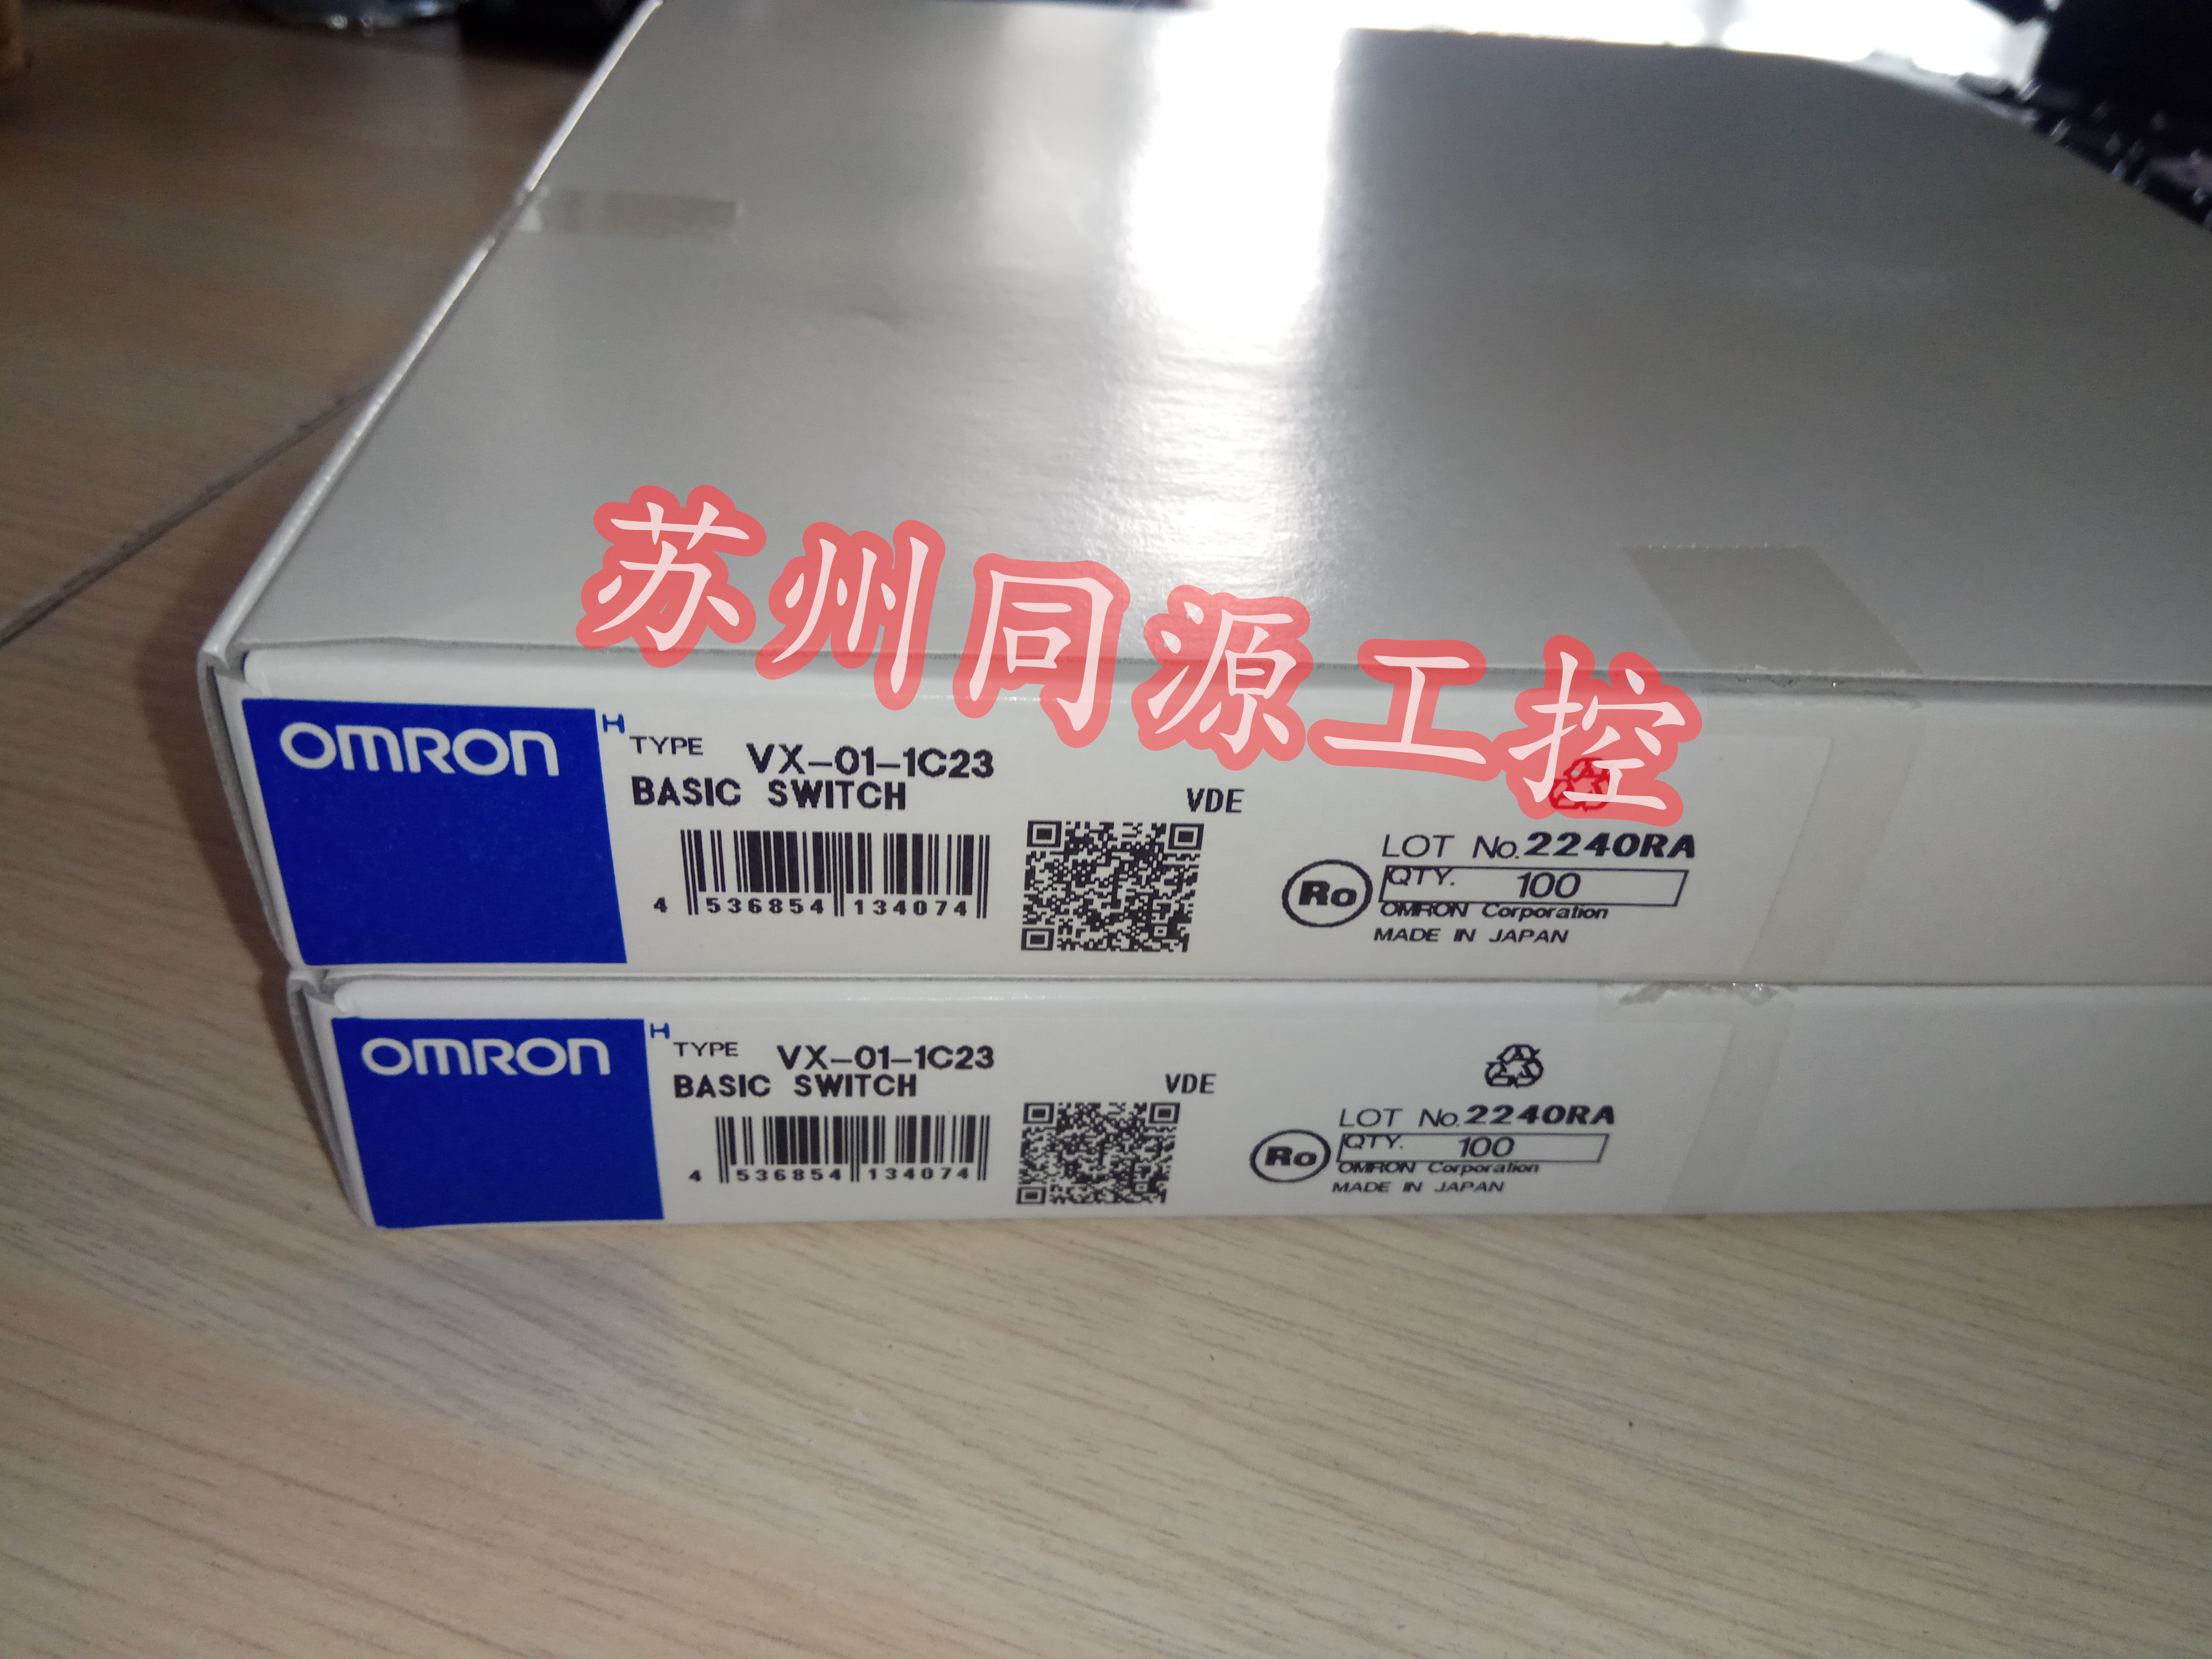 苏州同源工控
OMRON
H
TYPE VX-01-1C23
BASIC SWITCH
VDE
4 536854 134074
Ro
LOT No. 2240RA
QTY. 100
OMRON Corporation
MADE IN JAPAN
OMRON
H
TYPE VX-01-1C23
BASIC SWITCH
VDE
4 536854 134074
Ro
LOT No. 2240RA
QTY. 100
OMRON Corporation
MADE IN JAPAN